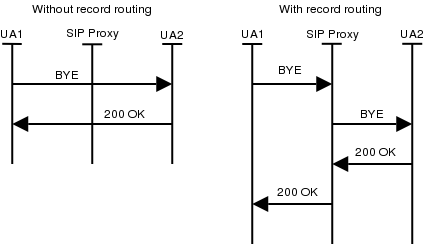 Without record routing
With record routing
UA1 SIP Proxy UA2
UA1 SIP Proxy UA2
BYE
200 OK
BYE
BYE
200 OK
200 OK